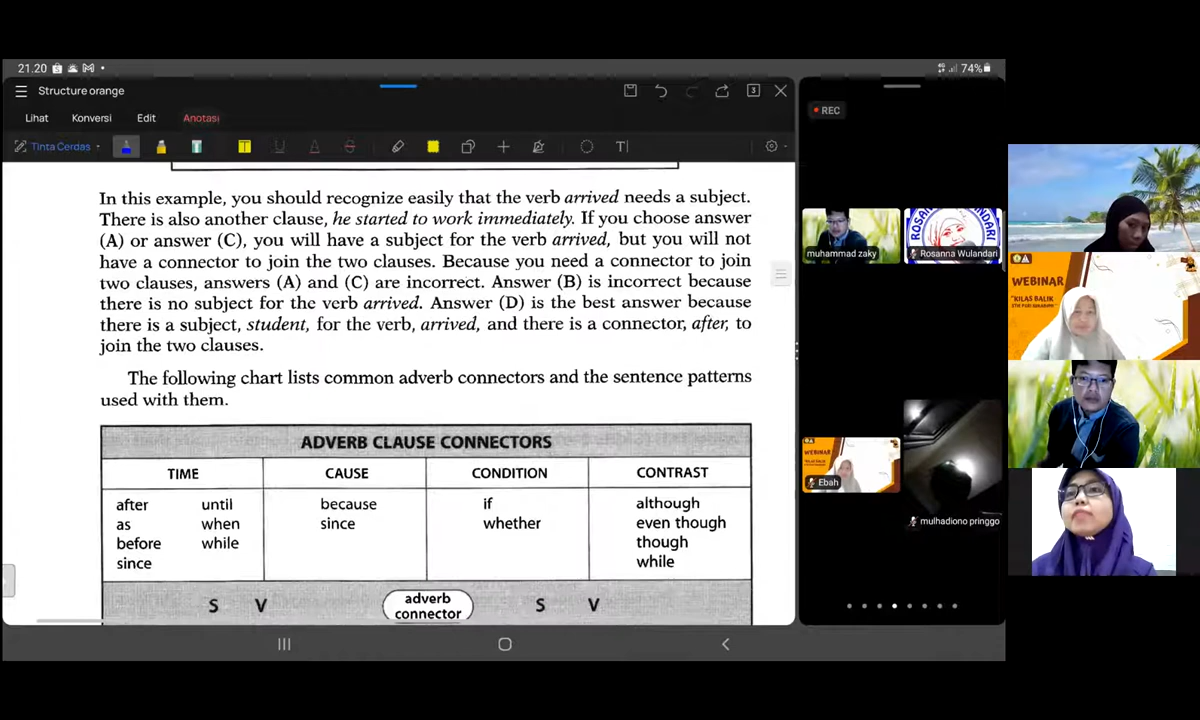 21.20
74%
Structure orange
3
Lihat Konversi Edit Anotasi
Tinta Cerdas
In this example, you should recognize easily that the verb arrived needs a subject.
There is also another clause, he started to work immediately. If you choose answer
(A) or answer (C), you will have a subject for the verb arrived, but you will not
have a connector to join the two clauses. Because you need a connector to join
two clauses, answers (A) and (C) are incorrect. Answer (B) is incorrect because
there is no subject for the verb arrived. Answer (D) is the best answer because
there is a subject, student, for the verb, arrived, and there is a connector, after, to
join the two clauses.
The following chart lists common adverb connectors and the sentence patterns
used with them.
ADVERB CLAUSE CONNECTORS
TIME CAUSE CONDITION CONTRAST
after until because if although
as when since whether even though
before while though
since while
S V adverb connector S V
REC
muhammad zaky
Rosanna Wulandari
WEBINAR
Ebah
mulhadiono pringgo
WEBINAR
"KILAS BALIK